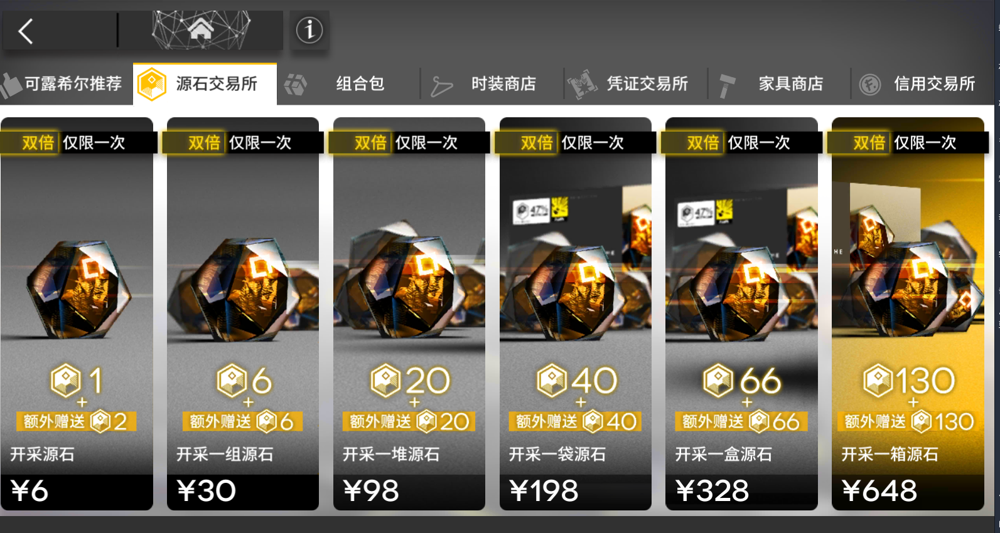 可露希尔推荐
源石交易所
组合包
时装商店
凭证交易所
家具商店
信用交易所
双倍 仅限一次
1
+
额外赠送 2
开采源石
¥6
双倍 仅限一次
6
+
额外赠送 6
开采一组源石
¥30
双倍 仅限一次
20
+
额外赠送 20
开采一堆源石
¥98
双倍 仅限一次
47%
40
+
额外赠送 40
开采一袋源石
¥198
双倍 仅限一次
47%
66
+
额外赠送 66
开采一盒源石
¥328
双倍 仅限一次
HE
130
+
额外赠送 130
开采一箱源石
¥648